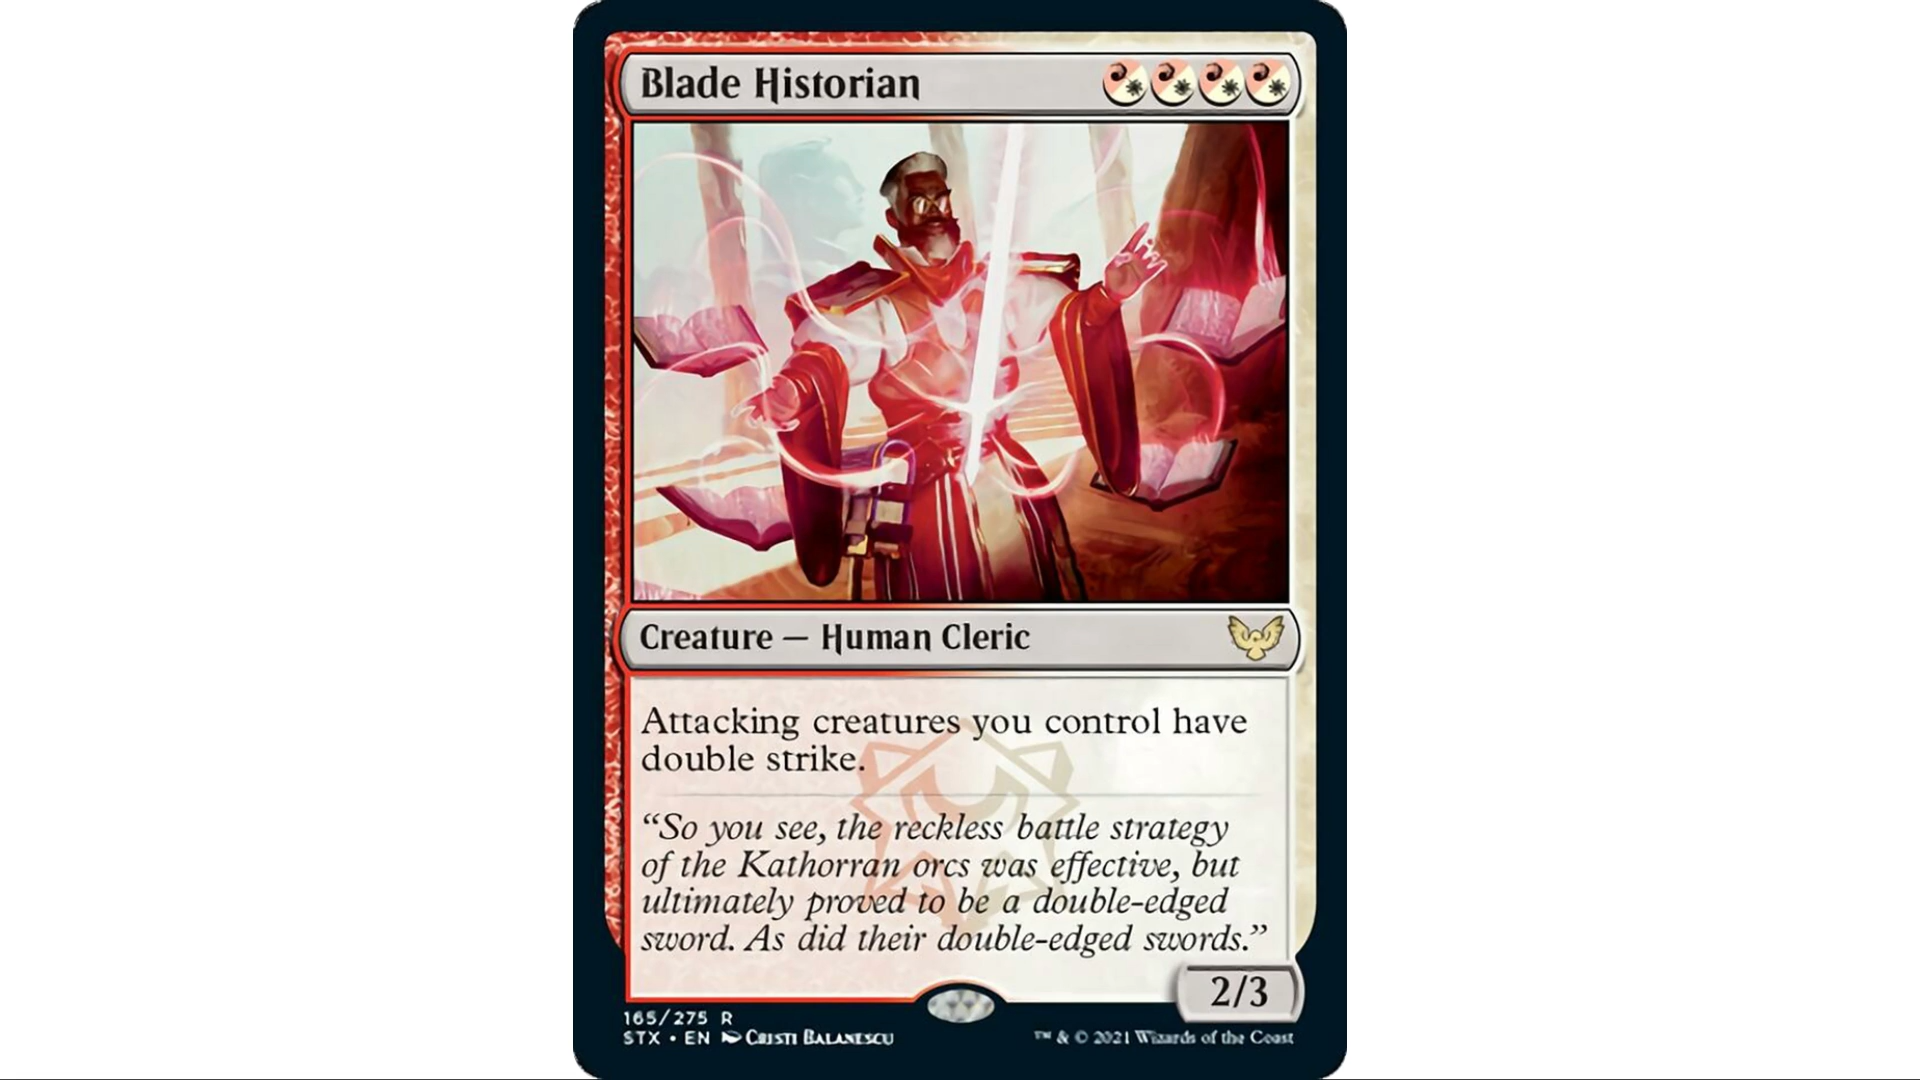 Blade Historian
Creature — Human Cleric
Attacking creatures you control have
double strike.
“So you see, the reckless battle strategy
of the Kathorran orcs was effective, but
ultimately proved to be a double-edged
sword. As did their double-edged swords.”
2/3
165/275 R
STX • EN Cristi Balanescu
™ & © 2021 Wizards of the Coast